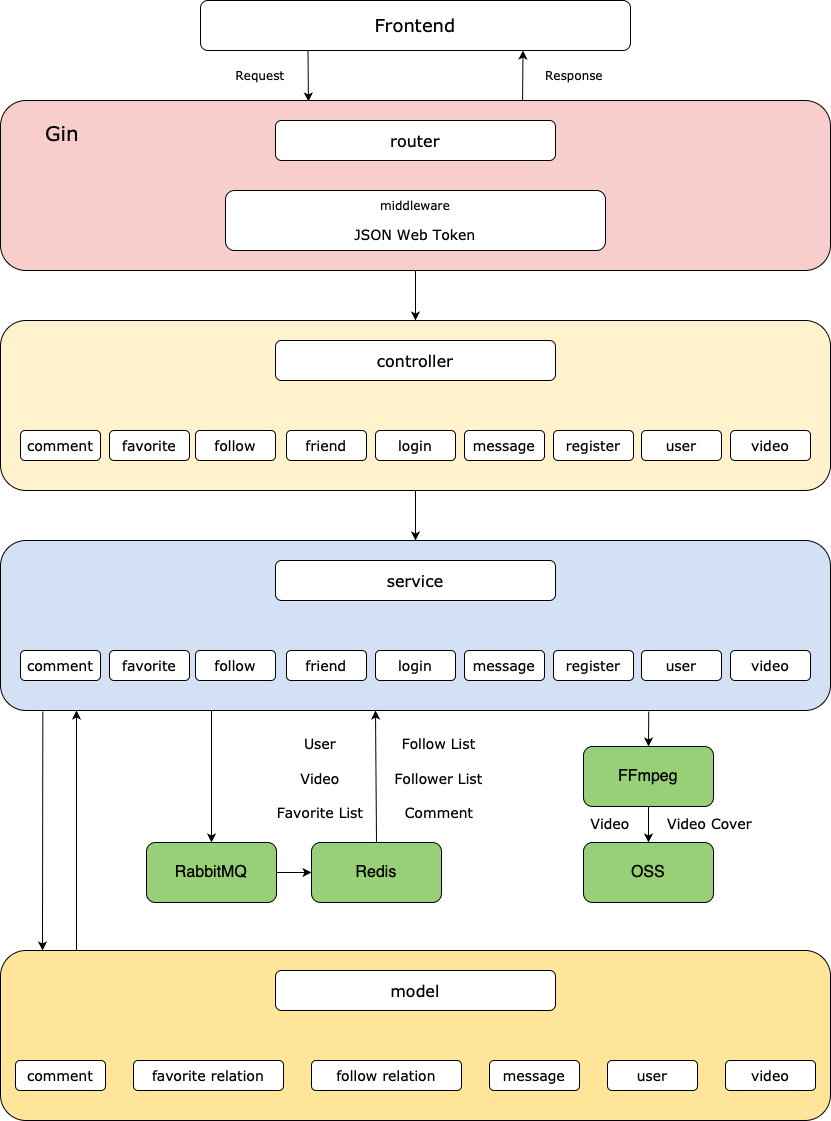 Frontend
Request
Response
Gin
router
middleware
JSON Web Token
controller
comment favorite follow friend login message register user video
service
comment favorite follow friend login message register user video
User Follow List
Video Follower List
Favorite List Comment
FFmpeg
Video Video Cover
RabbitMQ Redis OSS
model
comment favorite relation follow relation message user video